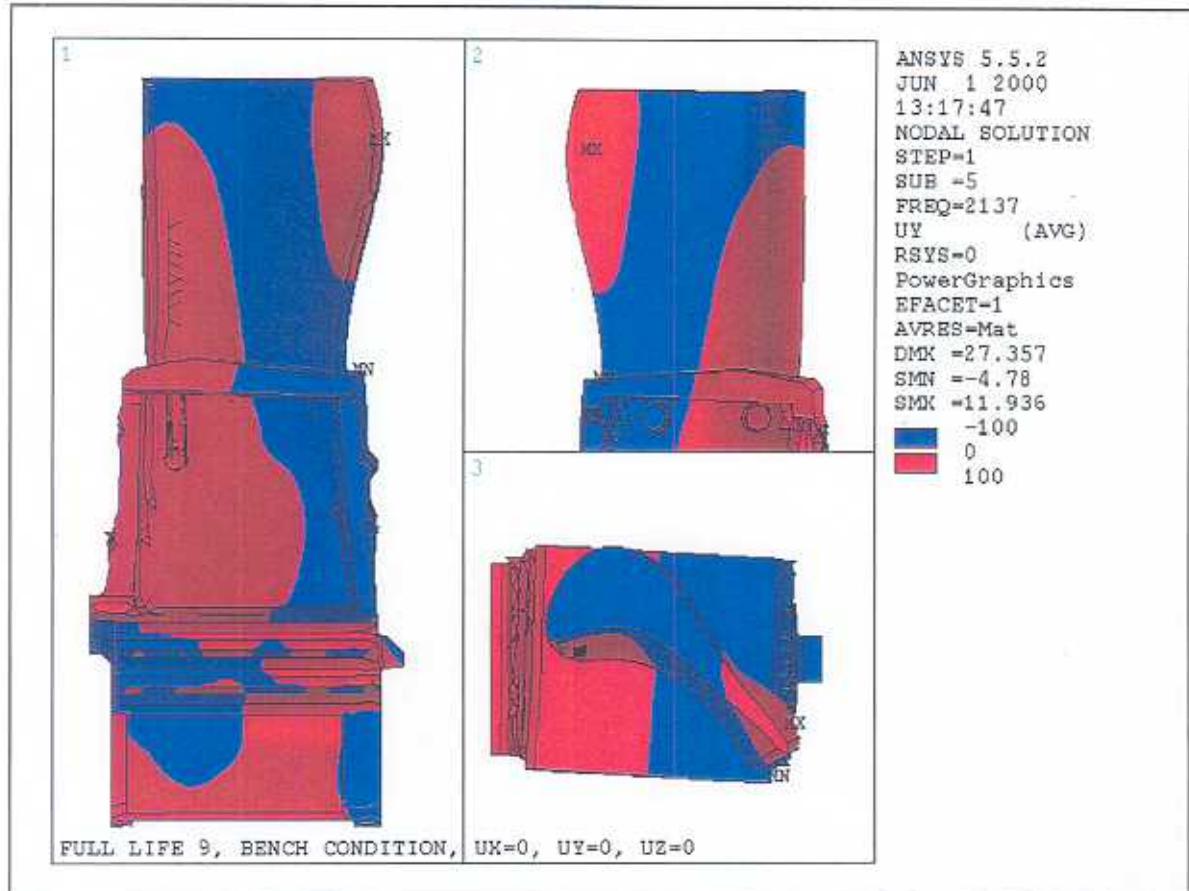 1
2
ANSYS 5.5.2
JUN 1 2000
13:17:47
NODAL SOLUTION
STEP=1
SUB =5
FREQ=2137
UY (AVG)
RSYS=0
PowerGraphics
EFACET=1
AVRES=Mat
DMX =27.357
SMN =-4.78
SMX =11.936
-100
0
100
MX
MN
MX
3
MX
MN
FULL LIFE 9, BENCH CONDITION, UX=0, UY=0, UZ=0